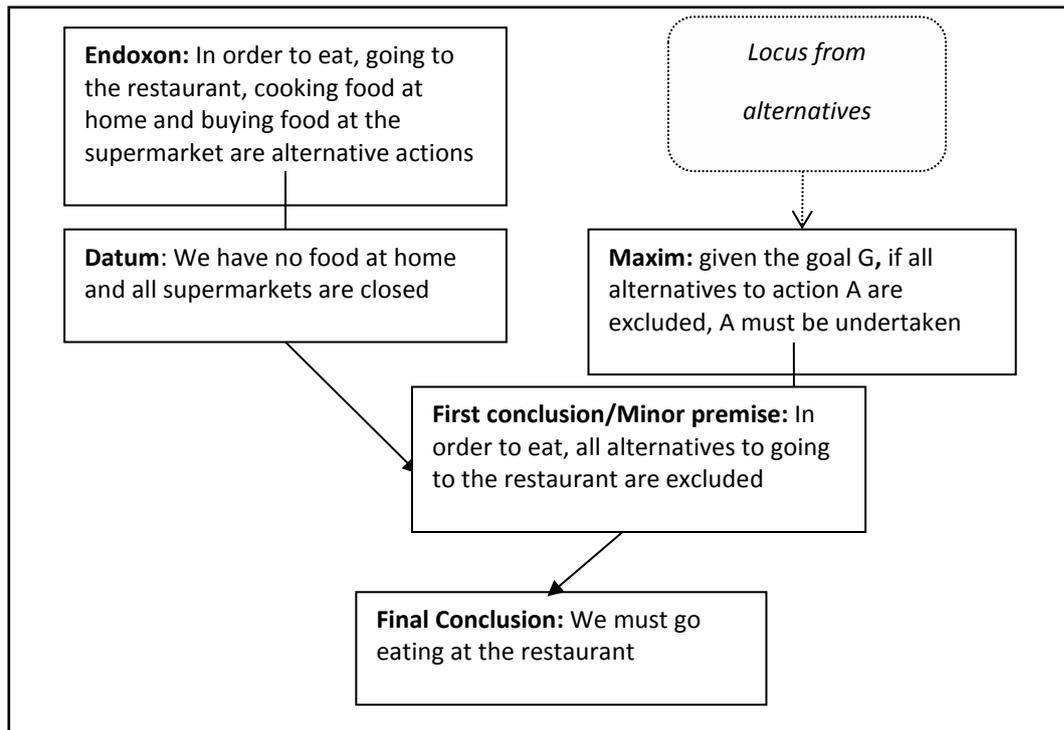 Endoxon: In order to eat, going to
the restaurant, cooking food at
home and buying food at the
supermarket are alternative actions
Locus from
alternatives
Datum: We have no food at home
and all supermarkets are closed
Maxim: given the goal G, if all
alternatives to action A are
excluded, A must be undertaken
First conclusion/Minor premise: In
order to eat, all alternatives to going
to the restaurant are excluded
Final Conclusion: We must go
eating at the restaurant